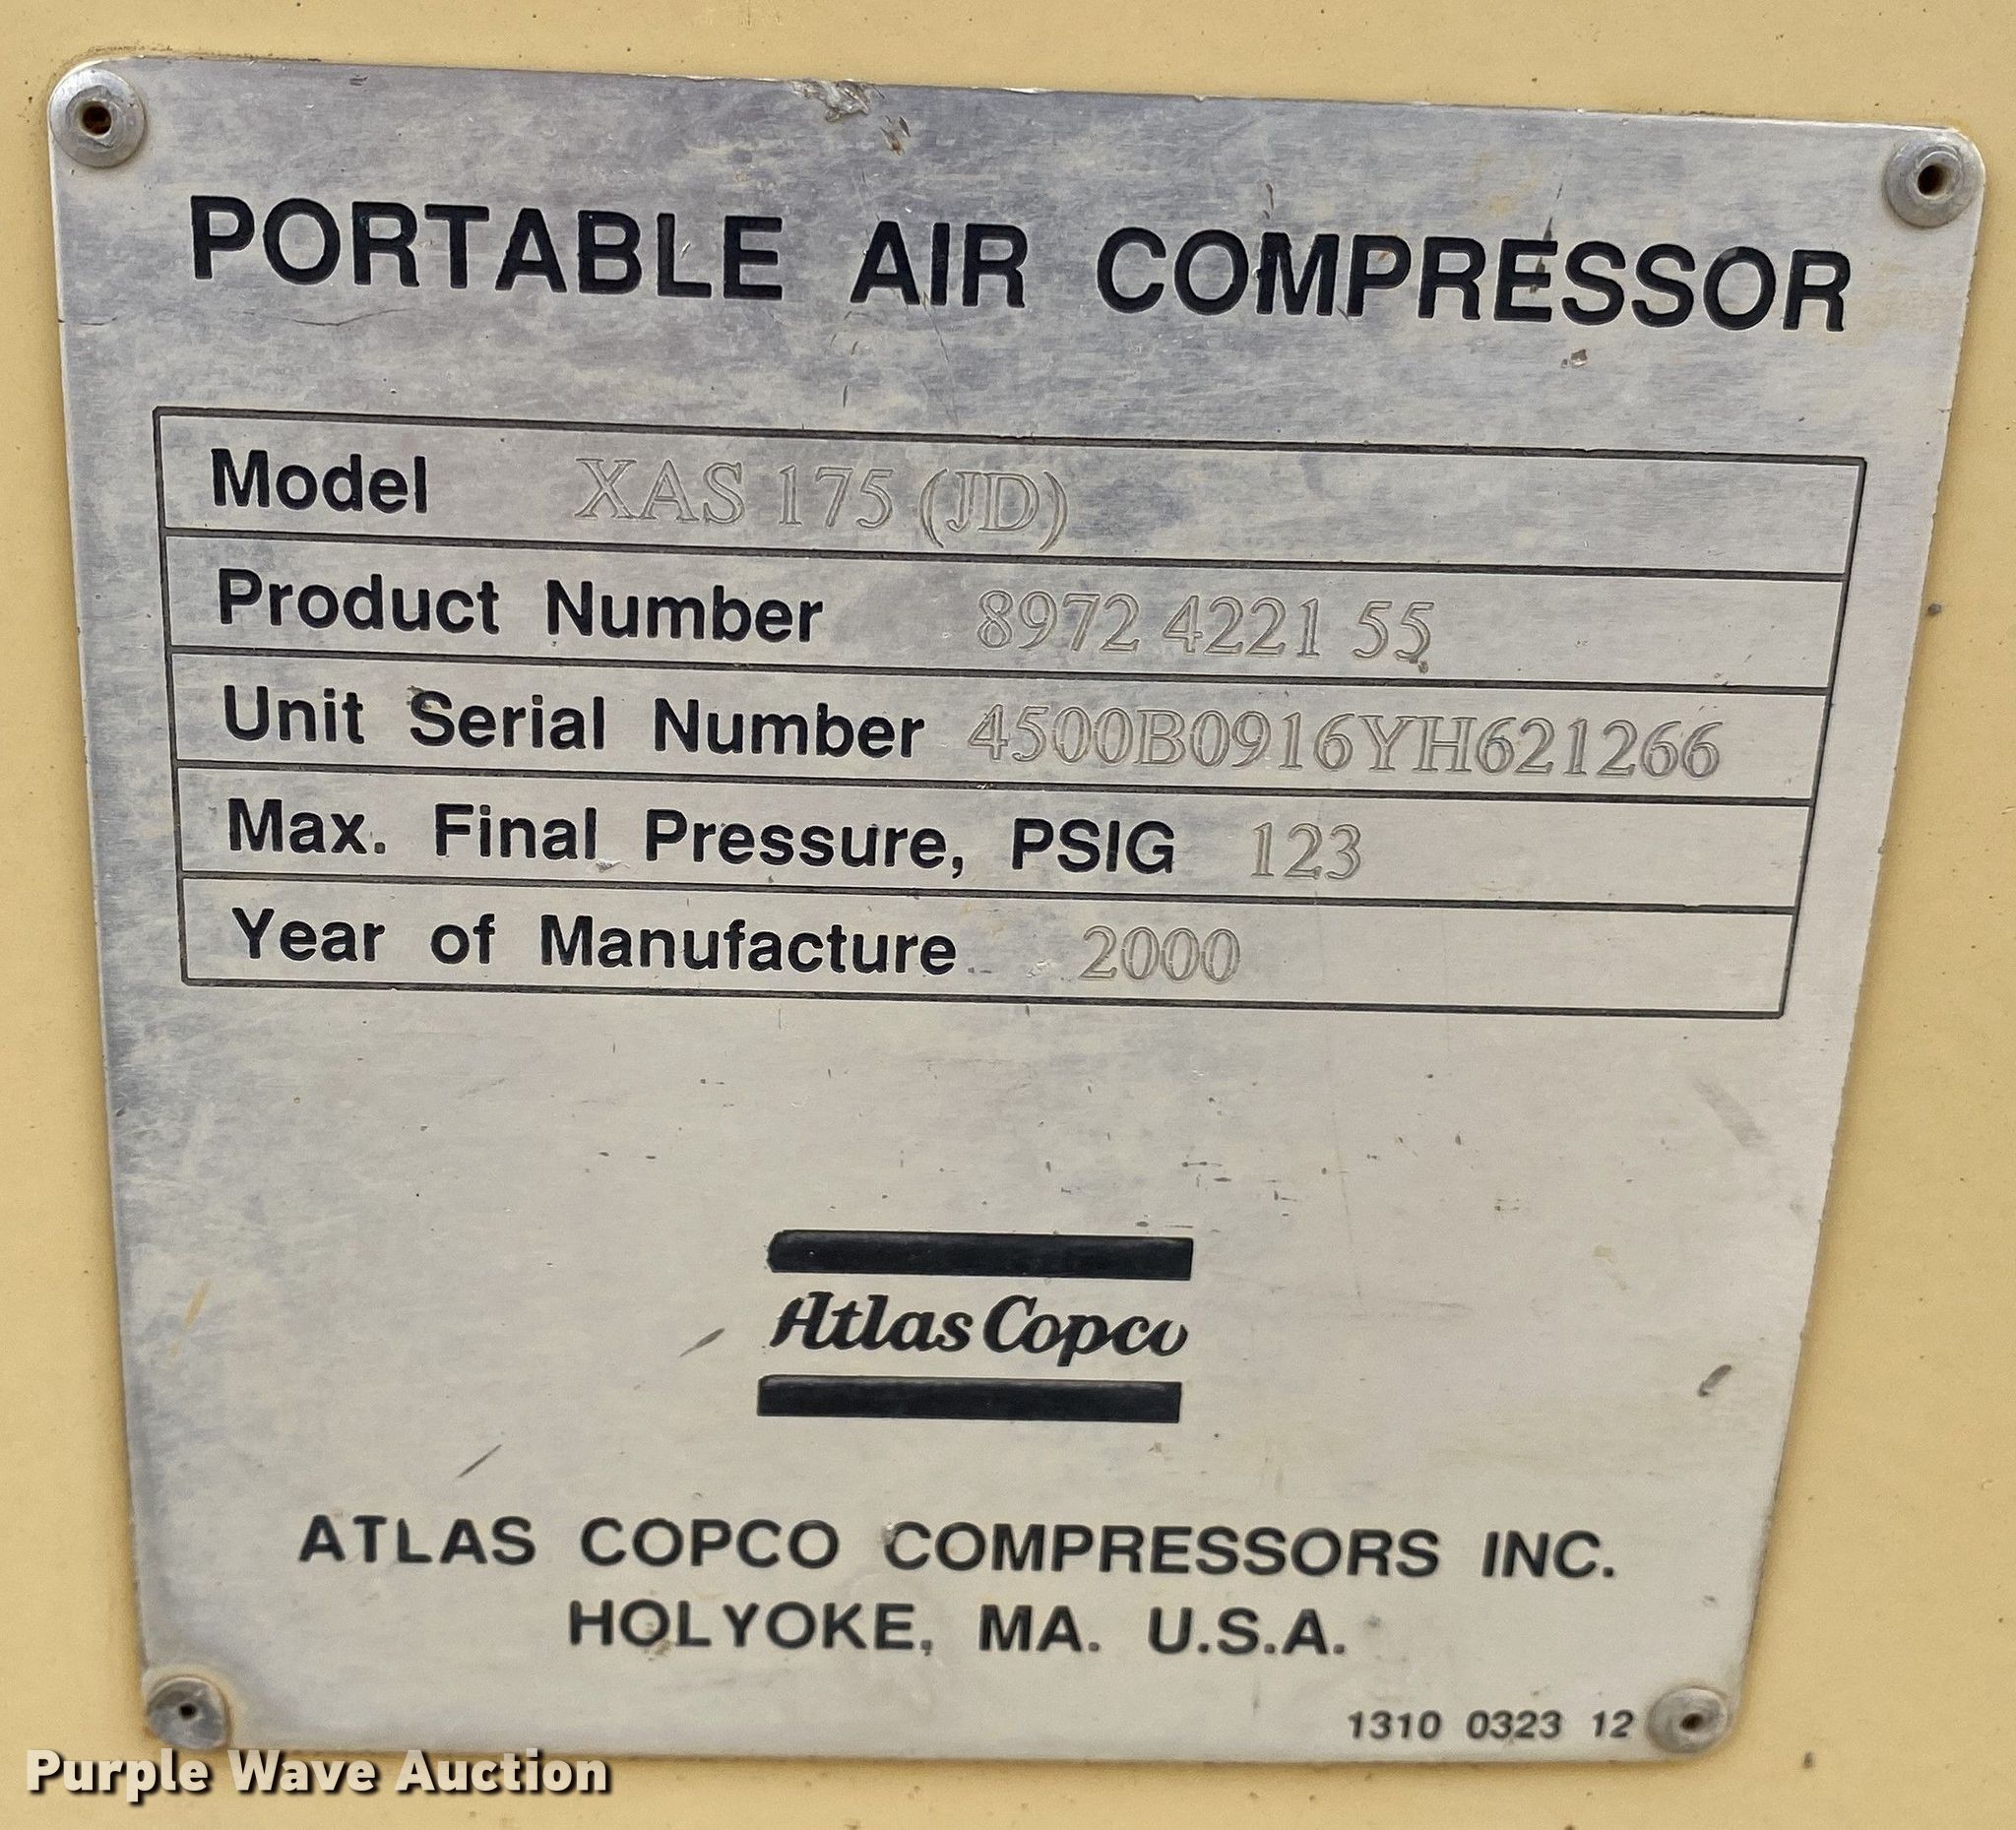 PORTABLE AIR COMPRESSOR
Model XAS 175 (JD)
Product Number 8972 4221 55
Unit Serial Number 4500B0916YH621266
Max. Final Pressure, PSIG 123
Year of Manufacture 2000
Atlas Copco
ATLAS COPCO COMPRESSORS INC.
HOLYOKE, MA. U.S.A.
1310 0323 12
Purple Wave Auction